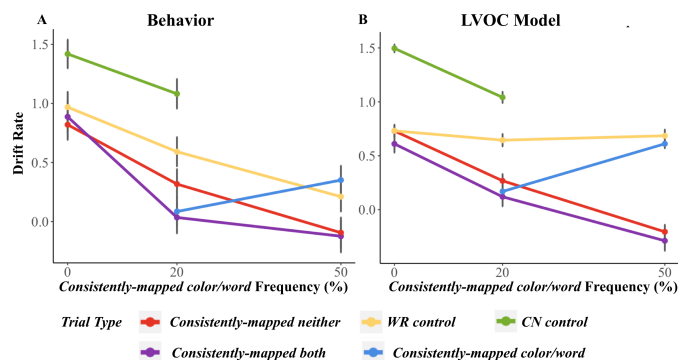 A Behavior
B LVOC Model
Drift Rate
1.5
1.0
0.5
0.0
0 20 50
Consistently-mapped color/word Frequency (%)
1.5
1.0
0.5
0.0
0 20 50
Consistently-mapped color/word Frequency (%)
Trial Type Consistently-mapped neither WR control CN control
Consistently-mapped both Consistently-mapped color/word